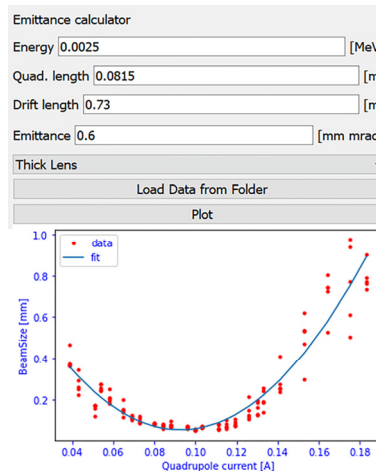 Emittance calculator
Energy 0.0025 [MeV
Quad. length 0.0815 [m
Drift length 0.73 [m
Emittance 0.6 [mm mrad
Thick Lens
Load Data from Folder
Plot
1.0
data
fit
0.8
0.6
0.4
0.2
BeamSize [mm]
0.04 0.06 0.08 0.10 0.12 0.14 0.16 0.18
Quadrupole current [A]